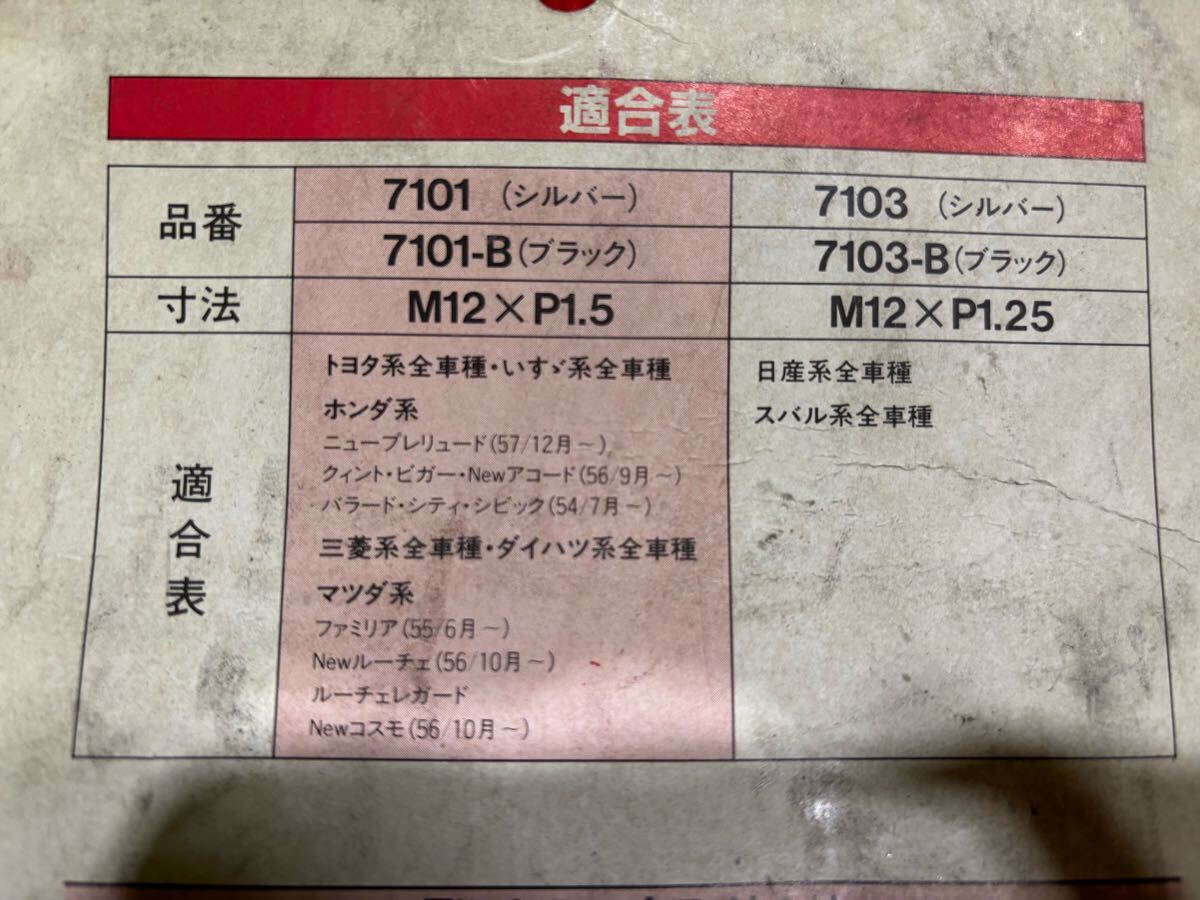 適合表
品番
7101 (シルバー)
7103 (シルバー)
7101-B(ブラック)
7103-B(ブラック)
寸法
M12×P1.5
M12×P1.25
適合表
トヨタ系全車種・いすゞ系全車種
ホンダ系
ニュープレリュード(57/12月~)
クィント・ビガー・Newアコード(56/9月~)
バラード・シティ・シビック(54/7月~)
三菱系全車種・ダイハツ系全車種
マツダ系
ファミリア(55/6月~)
Newルーチェ(56/10月~)
ルーチェレガード
Newコスモ(56/10月~)
日産系全車種
スバル系全車種